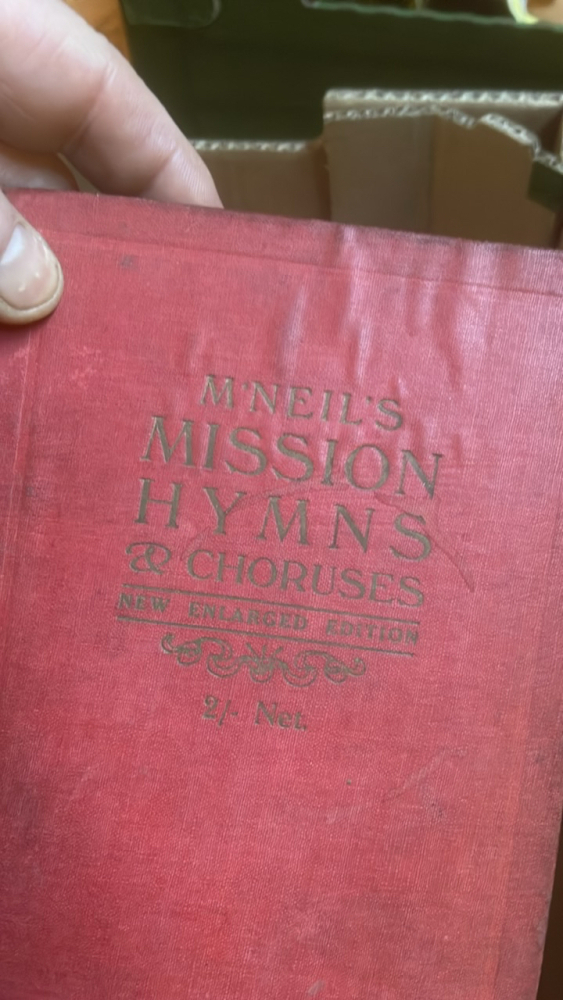 M'NEIL'S
MISSION
HYMNS
& CHORUSES
NEW ENLARGED EDITION
2/- Net.